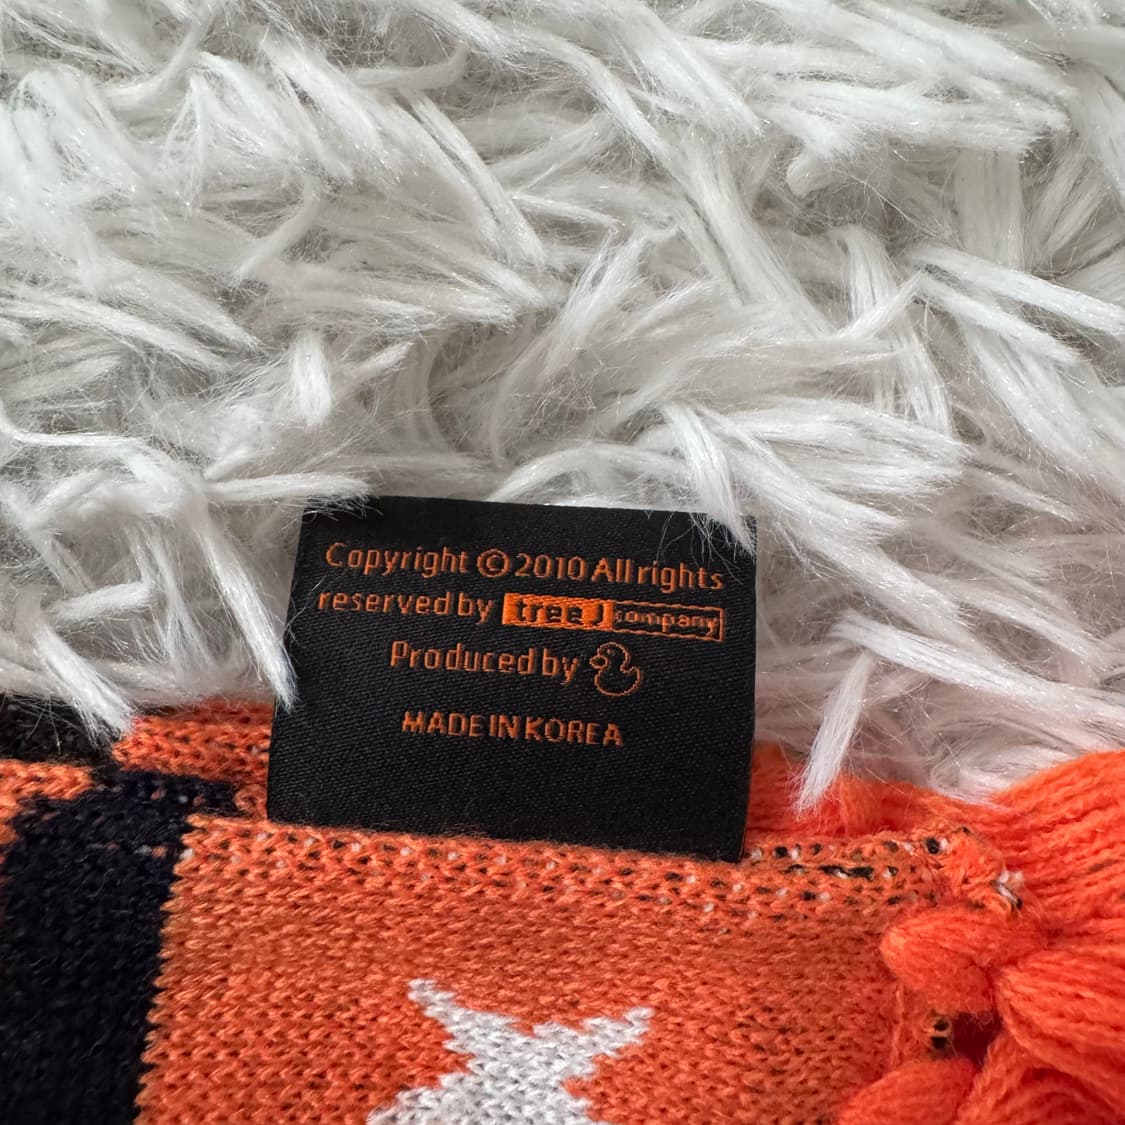 Copyright ©2010 All rights
reserved by tree J company
Produced by
MADE IN KOREA